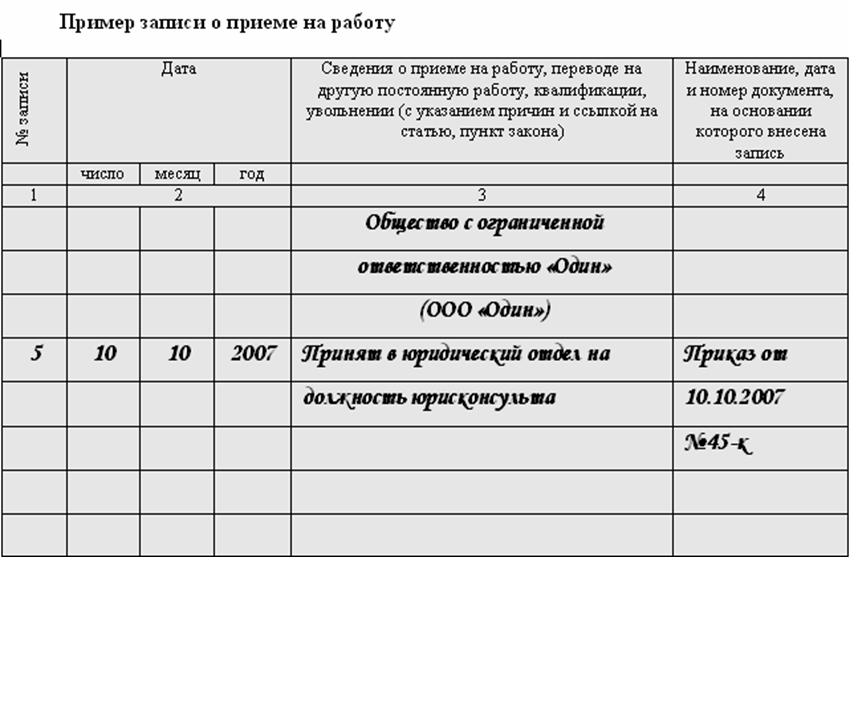 Пример записи о приеме на работу
№ записи
Дата
Сведения о приеме на работу, переводе на
другую постоянную работу, квалификации,
увольнении (с указанием причин и ссылкой на
статью, пункт закона)
Наименование, дата
и номер документа,
на основании
которого внесена
запись
число месяц год
1 2 3 4
Общество с ограниченной
ответственностью «Один»
(ООО «Один»)
5 10 10 2007 Принят в юридический отдел на Приказ от
должность юрисконсульта 10.10.2007
№45-к